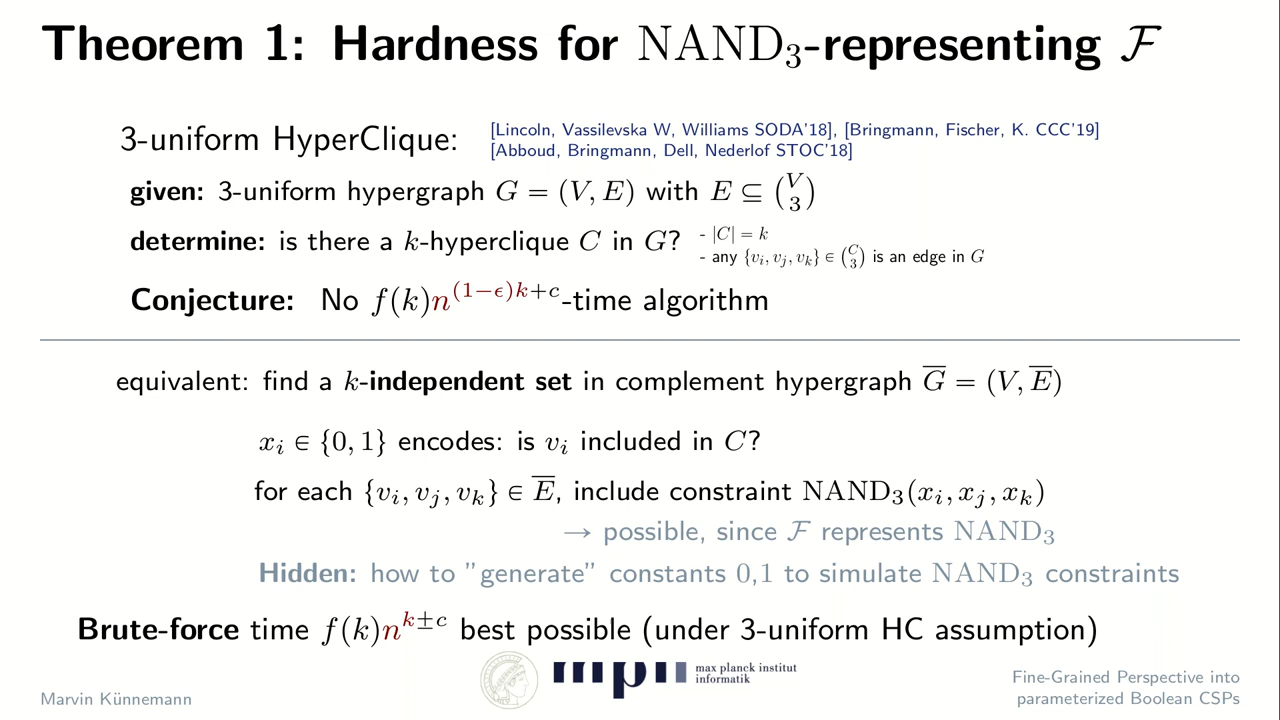 Theorem 1: Hardness for NAND₃-representing ℱ
3-uniform HyperClique: [Lincoln, Vassilevska W, Williams SODA'18], [Bringmann, Fischer, K. CCC'19]
[Abboud, Bringmann, Dell, Nederlof STOC'18]
given: 3-uniform hypergraph G = (V, E) with E ⊆ (V 3)
determine: is there a k-hyperclique C in G? - |C| = k
- any {vᵢ, vⱼ, vₖ} ∈ (C 3) is an edge in G
Conjecture: No f(k)n^{(1−ϵ)k+c}-time algorithm
equivalent: find a k-independent set in complement hypergraph G̅ = (V, E̅)
xᵢ ∈ {0, 1} encodes: is vᵢ included in C?
for each {vᵢ, vⱼ, vₖ} ∈ E̅, include constraint NAND₃(xᵢ, xⱼ, xₖ)
→ possible, since ℱ represents NAND₃
Hidden: how to "generate" constants 0,1 to simulate NAND₃ constraints
Brute-force time f(k)n^{k±c} best possible (under 3-uniform HC assumption)
max planck institut
informatik
Marvin Künnemann
Fine-Grained Perspective into
parameterized Boolean CSPs